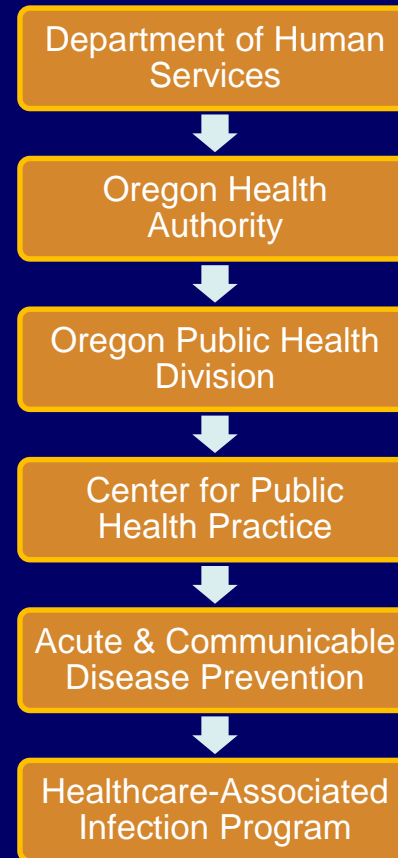 Department of Human
Services
Oregon Health
Authority
Oregon Public Health
Division
Center for Public
Health Practice
Acute & Communicable
Disease Prevention
Healthcare-Associated
Infection Program